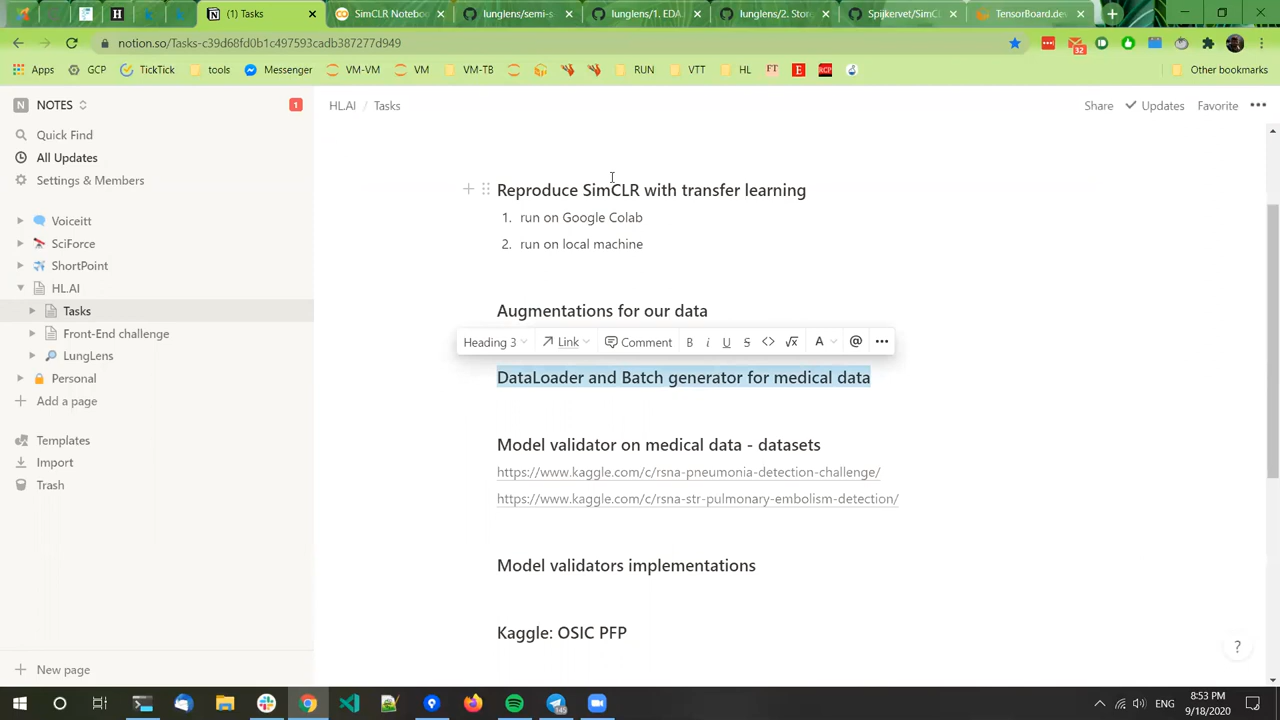 (1) Tasks
SimCLR Noteboo
lunglens/semi-s
lunglens/1. EDA.
lunglens/2. Stor
Spijkervet/SimCL
TensorBoard.dev
notion.so/Tasks-c39d68fd0b1c497593cadb387277d949
32
Apps
GCP
TickTick
tools
Messenger
VM-VM
VM
VM-TB
RUN
VTT
HL
FT
E
RCP
Other bookmarks
N NOTES
1
HL.AI / Tasks
Share
Updates
Favorite
Quick Find
All Updates
Settings & Members
Voiceitt
SciForce
ShortPoint
HL.AI
Tasks
Front-End challenge
LungLens
Personal
Add a page
Templates
Import
Trash
New page
Reproduce SimCLR with transfer learning
1. run on Google Colab
2. run on local machine
Augmentations for our data
Heading 3
Link
Comment
B i U S <> √x A @
DataLoader and Batch generator for medical data
Model validator on medical data - datasets
https://www.kaggle.com/c/rsna-pneumonia-detection-challenge/
https://www.kaggle.com/c/rsna-str-pulmonary-embolism-detection/
Model validators implementations
Kaggle: OSIC PFP
?
ENG
8:53 PM
9/18/2020